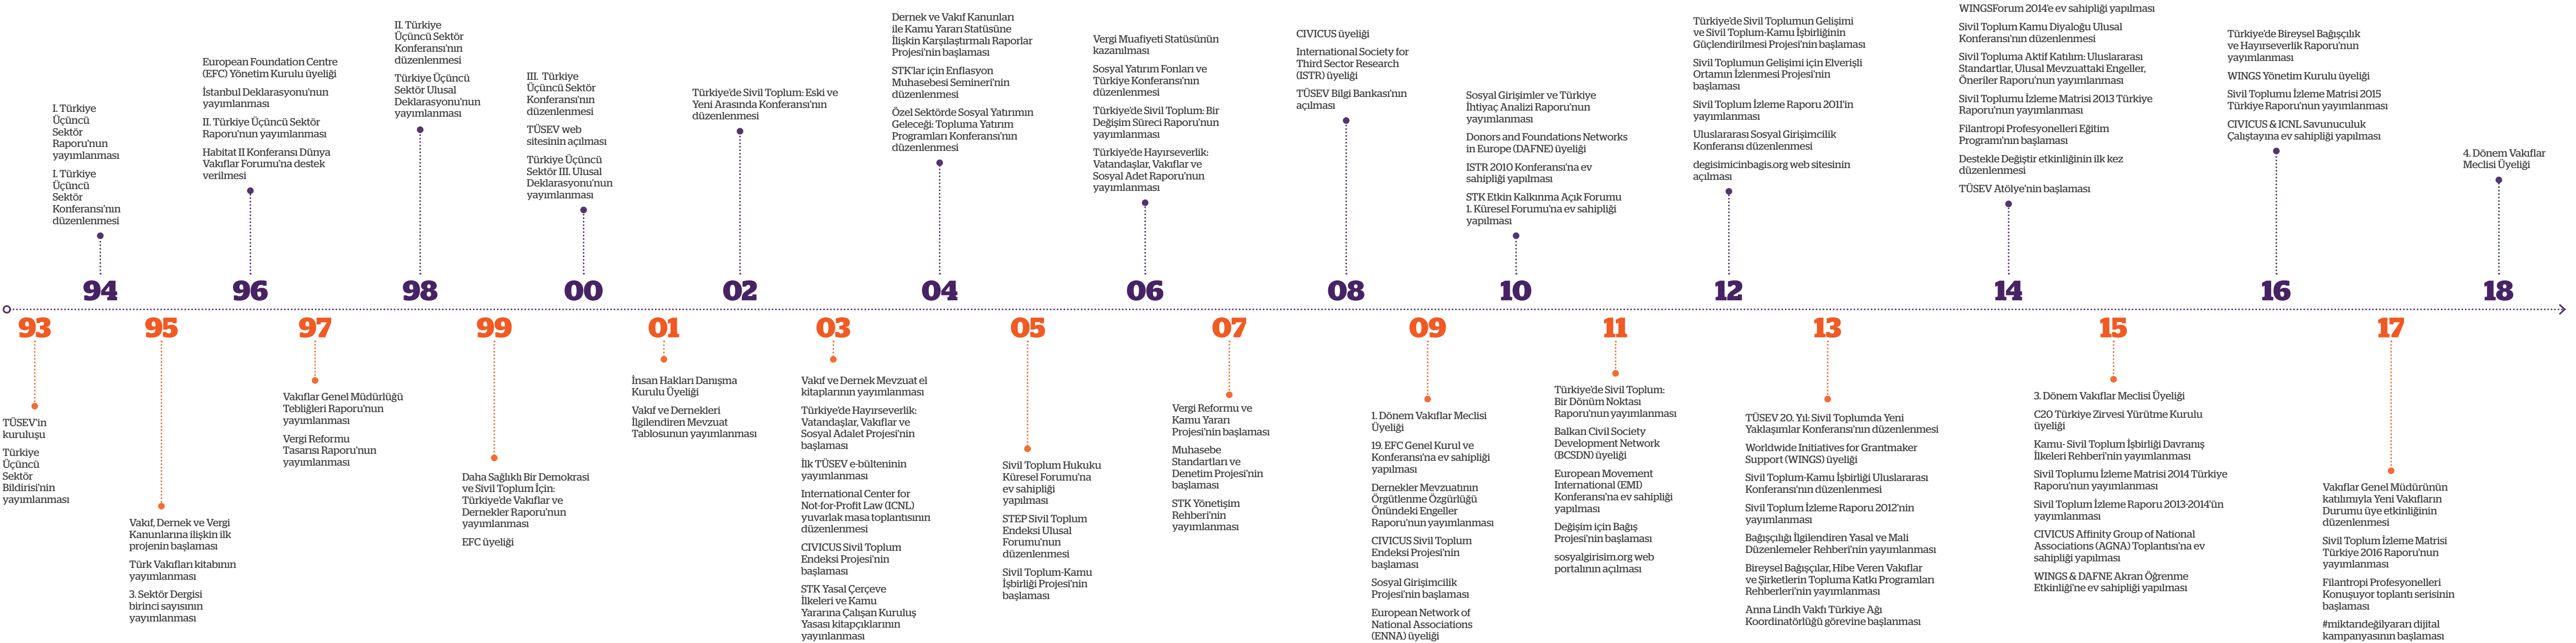 I. Türkiye
Üçüncü
Sektör
Raporu'nun
yayımlanması
I. Türkiye
Üçüncü
Sektör
Konferansı'nın
düzenlenmesi
94
European Foundation Centre
(EFC) Yönetim Kurulu üyeliği
İstanbul Deklarasyonu'nun
yayımlanması
II. Türkiye Üçüncü Sektör
Raporu'nun yayımlanması
Habitat II Konferansı Dünya
Vakıflar Forumu'na destek
verilmesi
96
II. Türkiye
Üçüncü Sektör
Konferansı'nın
düzenlenmesi
Türkiye Üçüncü
Sektör Ulusal
Deklarasyonu'nun
yayımlanması
98
III. Türkiye
Üçüncü Sektör
Konferansı'nın
düzenlenmesi
TÜSEV web
sitesinin açılması
Türkiye Üçüncü
Sektör III. Ulusal
Deklarasyonu'nun
yayımlanması
00
Türkiye'de Sivil Toplum: Eski ve
Yeni Arasında Konferansı'nın
düzenlenmesi
02
Dernek ve Vakıf Kanunları
ile Kamu Yararı Statüsüne
İlişkin Karşılaştırmalı Raporlar
Projesi'nin başlaması
STK'lar için Enflasyon
Muhasebesi Semineri'nin
düzenlenmesi
Özel Sektörde Sosyal Yatırımın
Geleceği: Topluma Yatırım
Programları Konferansı'nın
düzenlenmesi
04
Vergi Muafiyeti Statüsünün
kazanılması
Sosyal Yatırım Fonları ve
Türkiye Konferansı'nın
düzenlenmesi
Türkiye'de Sivil Toplum: Bir
Değişim Süreci Raporu'nun
yayımlanması
Türkiye'de Hayırseverlik:
Vatandaşlar, Vakıflar ve
Sosyal Adet Raporu'nun
yayımlanması
06
CIVICUS üyeliği
International Society for
Third Sector Research
(ISTR) üyeliği
TÜSEV Bilgi Bankası'nın
açılması
08
Sosyal Girişimler ve Türkiye
İhtiyaç Analizi Raporu'nun
yayımlanması
Donors and Foundations Networks
in Europe (DAFNE) üyeliği
ISTR 2010 Konferansı'na ev
sahipliği yapılması
STK Etkin Kalkınma Açık Forumu
1. Küresel Forumu'na ev sahipliği
yapılması
10
Türkiye'de Sivil Toplumun Gelişimi
ve Sivil Toplum-Kamu İşbirliğinin
Güçlendirilmesi Projesi'nin başlaması
Sivil Toplumun Gelişimi için Elverişli
Ortamın İzlenmesi Projesi'nin
başlaması
Sivil Toplum İzleme Raporu 2011'in
yayımlanması
Uluslararası Sosyal Girişimcilik
Konferansı düzenlenmesi
degisimicinbagis.org web sitesinin
açılması
12
WINGSForum 2014'e ev sahipliği yapılması
Sivil Toplum Kamu Diyaloğu Ulusal
Konferansı'nın düzenlenmesi
Sivil Topluma Aktif Katılım: Uluslararası
Standartlar, Ulusal Mevzuattaki Engeller,
Öneriler Raporu'nun yayımlanması
Sivil Toplumu İzleme Matrisi 2013 Türkiye
Raporu'nun yayımlanması
Filantropi Profesyonelleri Eğitim
Programı'nın başlaması
Destekle Değiştir etkinliğinin ilk kez
düzenlenmesi
TÜSEV Atölye'nin başlaması
14
Türkiye'de Bireysel Bağışçılık
ve Hayırseverlik Raporu'nun
yayımlanması
WINGS Yönetim Kurulu üyeliği
Sivil Toplumu İzleme Matrisi 2015
Türkiye Raporu'nun yayımlanması
CIVICUS & ICNL Savunuculuk
Çalıştayına ev sahipliği yapılması
16
4. Dönem Vakıflar
Meclisi Üyeliği
18
93
TÜSEV'in
kuruluşu
Türkiye
Üçüncü
Sektör
Bildirisi'nin
yayımlanması
95
Vakıf, Dernek ve Vergi
Kanunlarına ilişkin ilk
projenin başlaması
Türk Vakıfları kitabının
yayımlanması
3. Sektör Dergisi
birinci sayısının
yayımlanması
97
Vakıflar Genel Müdürlüğü
Tebliğleri Raporu'nun
yayımlanması
Vergi Reformu
Tasarısı Raporu'nun
yayımlanması
99
Daha Sağlıklı Bir Demokrasi
ve Sivil Toplum İçin:
Türkiye'de Vakıflar ve
Dernekler Raporu'nun
yayımlanması
EFC üyeliği
01
İnsan Hakları Danışma
Kurulu Üyeliği
Vakıf ve Dernekleri
İlgilendiren Mevzuat
Tablosunun yayımlanması
03
Vakıf ve Dernek Mevzuat el
kitaplarının yayımlanması
Türkiye'de Hayırseverlik:
Vatandaşlar, Vakıflar ve
Sosyal Adalet Projesi'nin
başlaması
İlk TÜSEV e-bülteninin
yayımlanması
International Center for
Not-for-Profit Law (ICNL)
yuvarlak masa toplantısının
düzenlenmesi
CIVICUS Sivil Toplum
Endeksi Projesi'nin
başlaması
STK Yasal Çerçeve
İlkeleri ve Kamu
Yararına Çalışan Kuruluş
Yasası kitapçıklarının
yayınlanması
05
Sivil Toplum Hukuku
Küresel Forumu'na
ev sahipliği
yapılması
STEP Sivil Toplum
Endeksi Ulusal
Forumu'nun
düzenlenmesi
Sivil Toplum-Kamu
İşbirliği Projesi'nin
başlaması
07
Vergi Reformu ve
Kamu Yararı
Projesi'nin başlaması
Muhasebe
Standartları ve
Denetim Projesi'nin
başlaması
STK Yönetişim
Rehberi'nin
yayımlanması
09
1. Dönem Vakıflar Meclisi
Üyeliği
19. EFC Genel Kurul ve
Konferansı'na ev sahipliği
yapılması
Dernekler Mevzuatının
Örgütlenme Özgürlüğü
Önündeki Engeller
Raporu'nun yayımlanması
CIVICUS Sivil Toplum
Endeksi Projesi'nin
başlaması
Sosyal Girişimcilik
Projesi'nin başlaması
European Network of
National Associations
(ENNA) üyeliği
11
Türkiye'de Sivil Toplum:
Bir Dönüm Noktası
Raporu'nun yayımlanması
Balkan Civil Society
Development Network
(BCSDN) üyeliği
European Movement
International (EMI)
Konferansı'na ev sahipliği
yapılması
Değişim için Bağış
Projesi'nin başlaması
sosyalgirisim.org web
portalının açılması
13
TÜSEV 20. Yıl: Sivil Toplumda Yeni
Yaklaşımlar Konferansı'nın düzenlenmesi
Worldwide Initiatives for Grantmaker
Support (WINGS) üyeliği
Sivil Toplum-Kamu İşbirliği Uluslararası
Konferansı'nın düzenlenmesi
Sivil Toplum İzleme Raporu 2012'nin
yayımlanması
Bağışçılığı İlgilendiren Yasal ve Mali
Düzenlemeler Rehberi'nin yayımlanması
Bireysel Bağışçılar, Hibe Veren Vakıflar
ve Şirketlerin Topluma Katkı Programları
Rehberleri'nin yayımlanması
Anna Lindh Vakfı Türkiye Ağı
Koordinatörlüğü görevine başlanması
15
3. Dönem Vakıflar Meclisi Üyeliği
C20 Türkiye Zirvesi Yürütme Kurulu
üyeliği
Kamu- Sivil Toplum İşbirliği Davranış
İlkeleri Rehberi'nin yayımlanması
Sivil Toplumu İzleme Matrisi 2014 Türkiye
Raporu'nun yayımlanması
Sivil Toplum İzleme Raporu 2013-2014'ün
yayımlanması
CIVICUS Affinity Group of National
Associations (AGNA) Toplantısı'na ev
sahipliği yapılması
WINGS & DAFNE Akran Öğrenme
Etkinliği'ne ev sahipliği yapılması
17
Vakıflar Genel Müdürünün
katılımıyla Yeni Vakıfların
Durumu üye etkinliğinin
düzenlenmesi
Sivil Toplum İzleme Matrisi
Türkiye 2016 Raporu'nun
yayımlanması
Filantropi Profesyonelleri
Konuşuyor toplantı serisinin
başlaması
#miktarıdeğilyararı dijital
kampanyasının başlaması